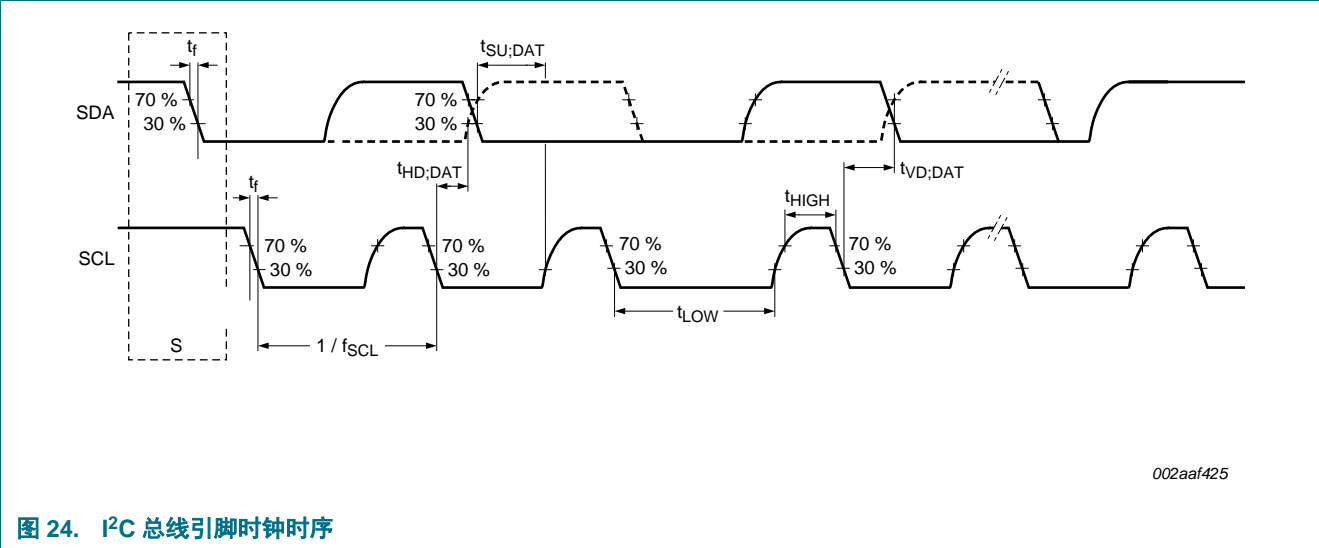 tf
tSU;DAT
SDA
70 %
30 %
70 %
30 %
tHD;DAT
tVD;DAT
tf
tHIGH
SCL
70 %
30 %
70 %
30 %
70 %
30 %
70 %
30 %
tLOW
S
1 / fSCL
002aaf425
图 24. I2C 总线引脚时钟时序